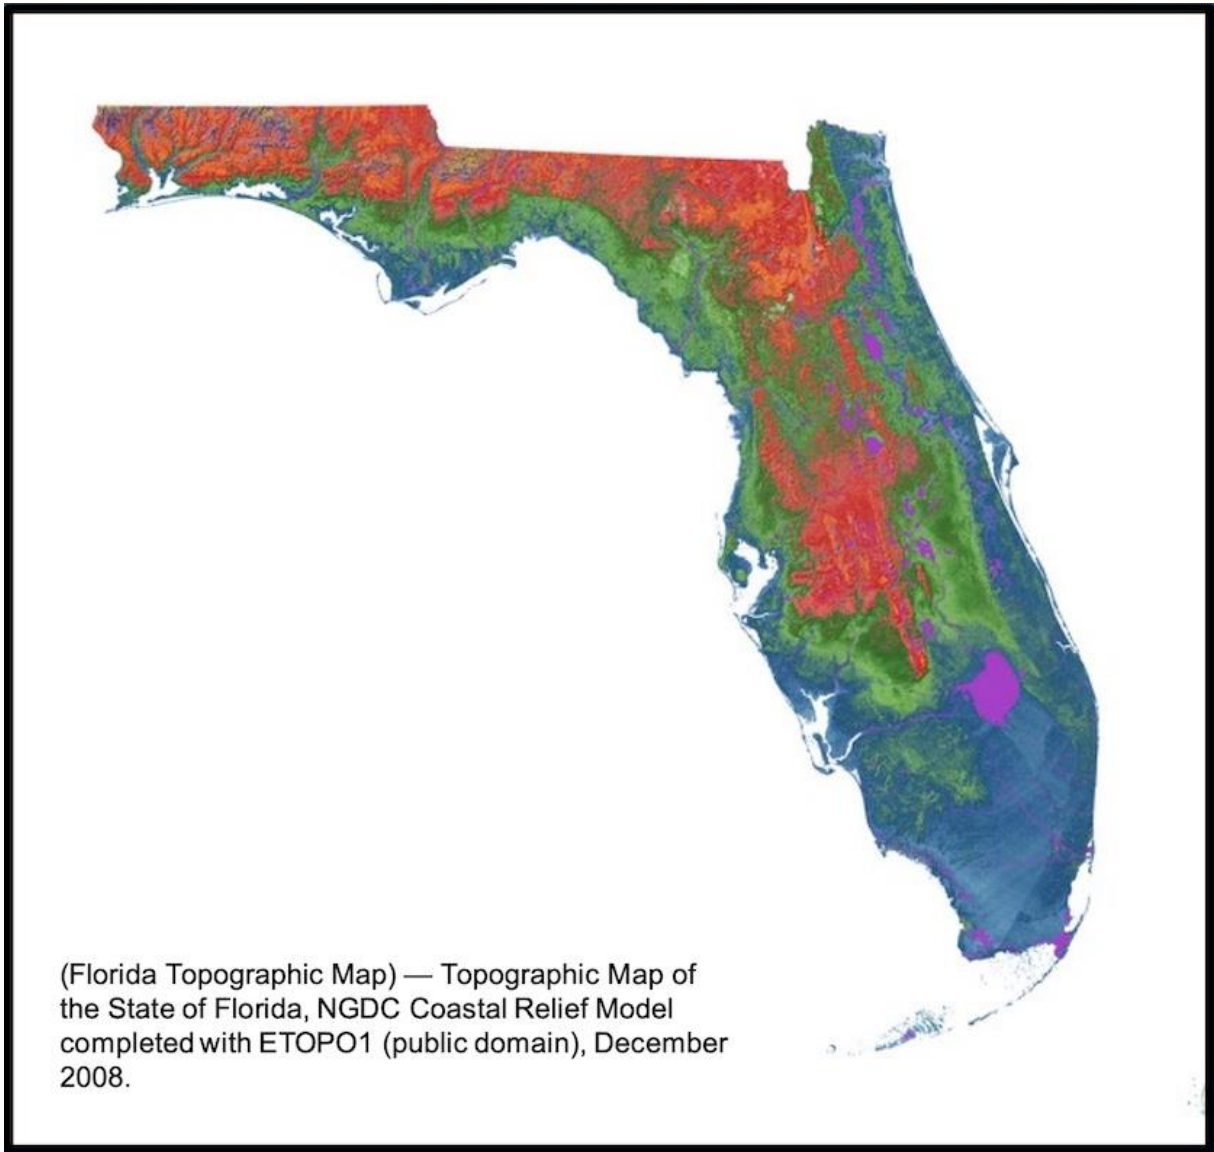 (Florida Topographic Map) — Topographic Map of
the State of Florida, NGDC Coastal Relief Model
completed with ETOPO1 (public domain), December
2008.